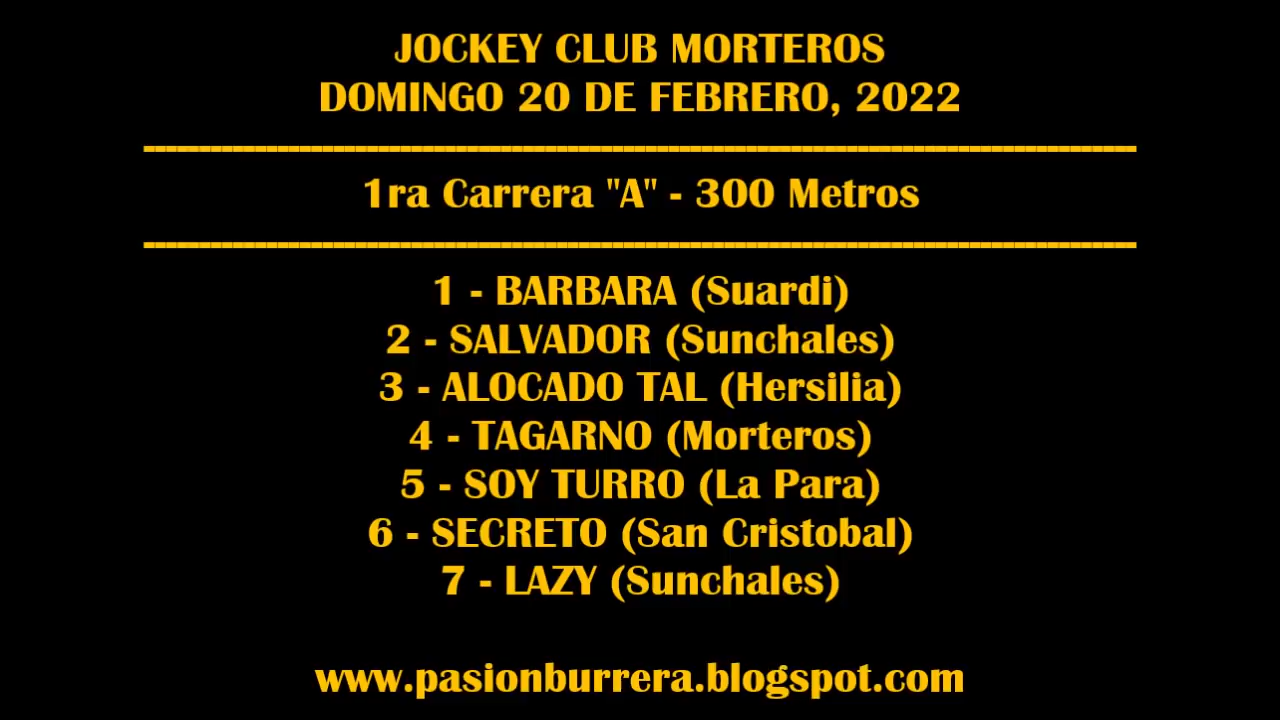 JOCKEY CLUB MORTEROS
DOMINGO 20 DE FEBRERO, 2022
1ra Carrera "A" - 300 Metros
1 - BARBARA (Suardi)
2 - SALVADOR (Sunchales)
3 - ALOCADO TAL (Hersilia)
4 - TAGARNO (Morteros)
5 - SOY TURRO (La Para)
6 - SECRETO (San Cristobal)
7 - LAZY (Sunchales)
www.pasionburrera.blogspot.com